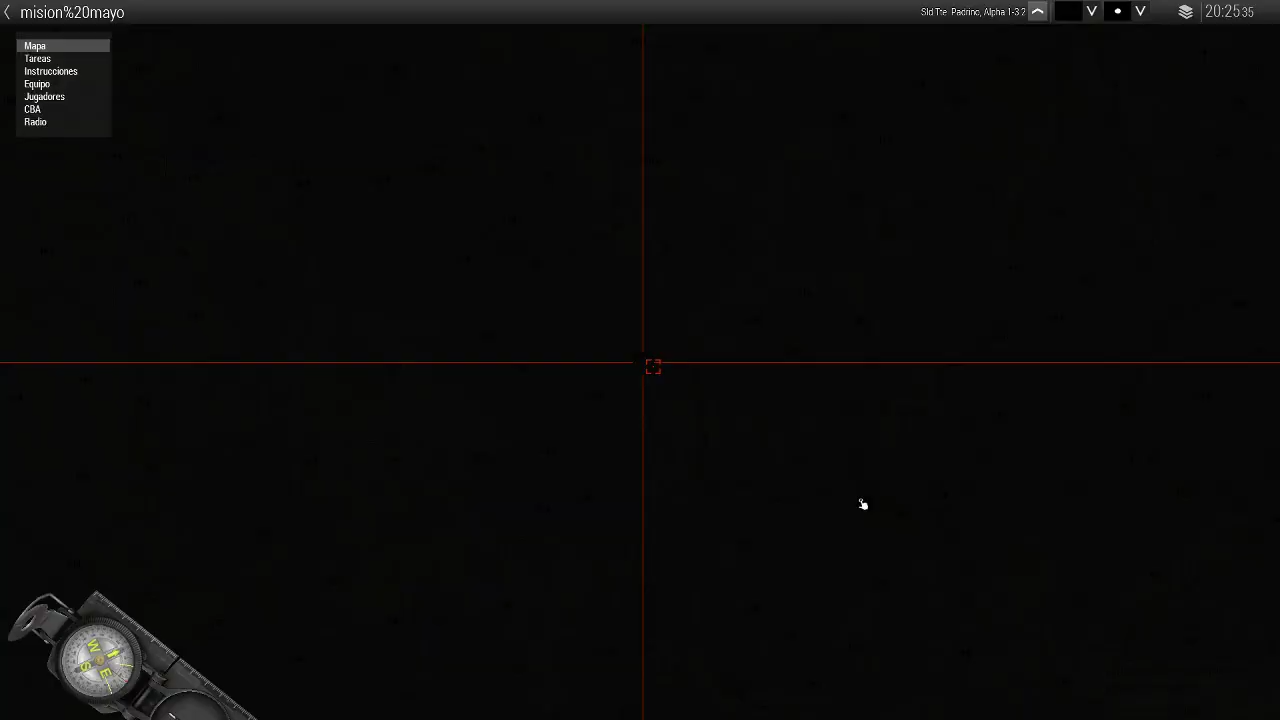 mision%20mayo
Sld Tte. Padrino, Alpha 1-3:2
20:25:35
Mapa
Tareas
Instrucciones
Equipo
Jugadores
CBA
Radio
W
S
E